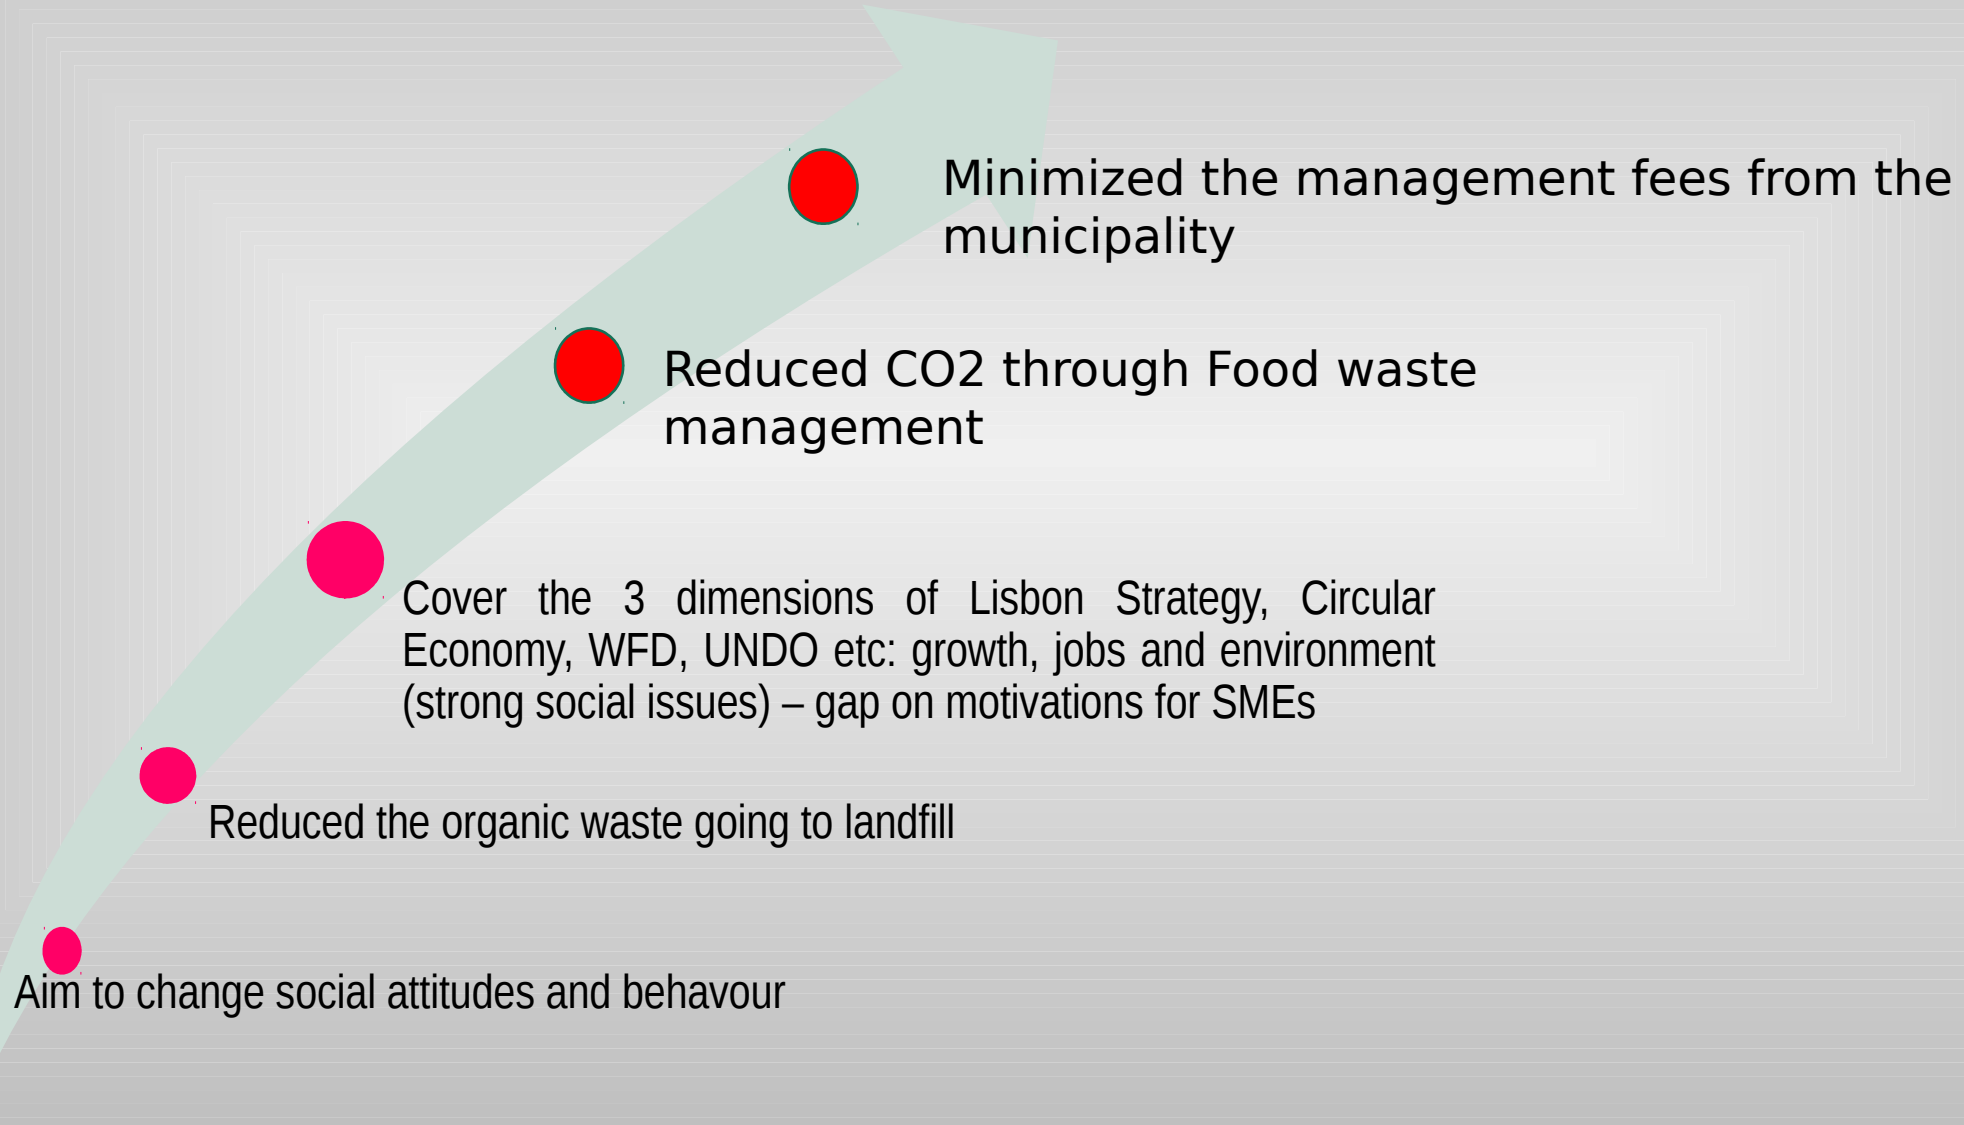 Minimized the management fees from the
municipality
Reduced CO2 through Food waste
management
Cover the 3 dimensions of Lisbon Strategy, Circular
Economy, WFD, UNDO etc: growth, jobs and environment
(strong social issues) – gap on motivations for SMEs
Reduced the organic waste going to landfill
Aim to change social attitudes and behavour